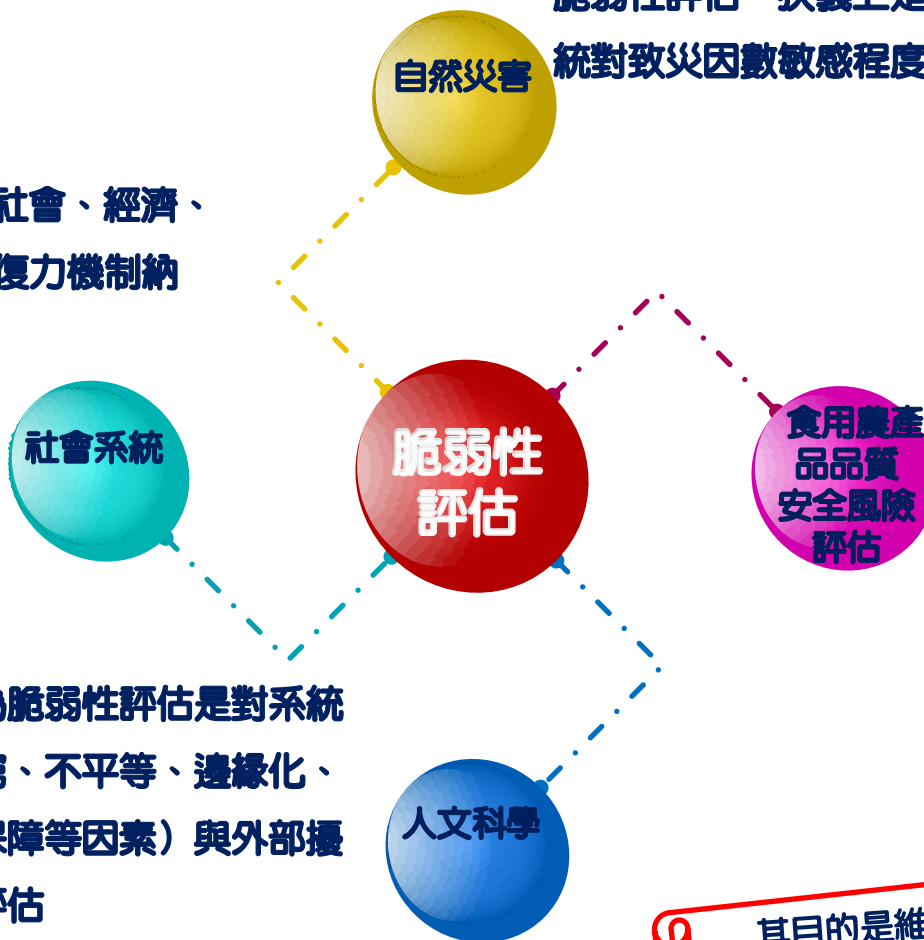 統對致災因數敏感程度
自然災害
社會、經濟、
復力機制納
社會系統
脆弱性
評估
食用農產
品品質
安全風險
評估
脆弱性評估是對系統
、不平等、邊緣化、
障等因素）與外部擾
評估
人文科學
其目的是維